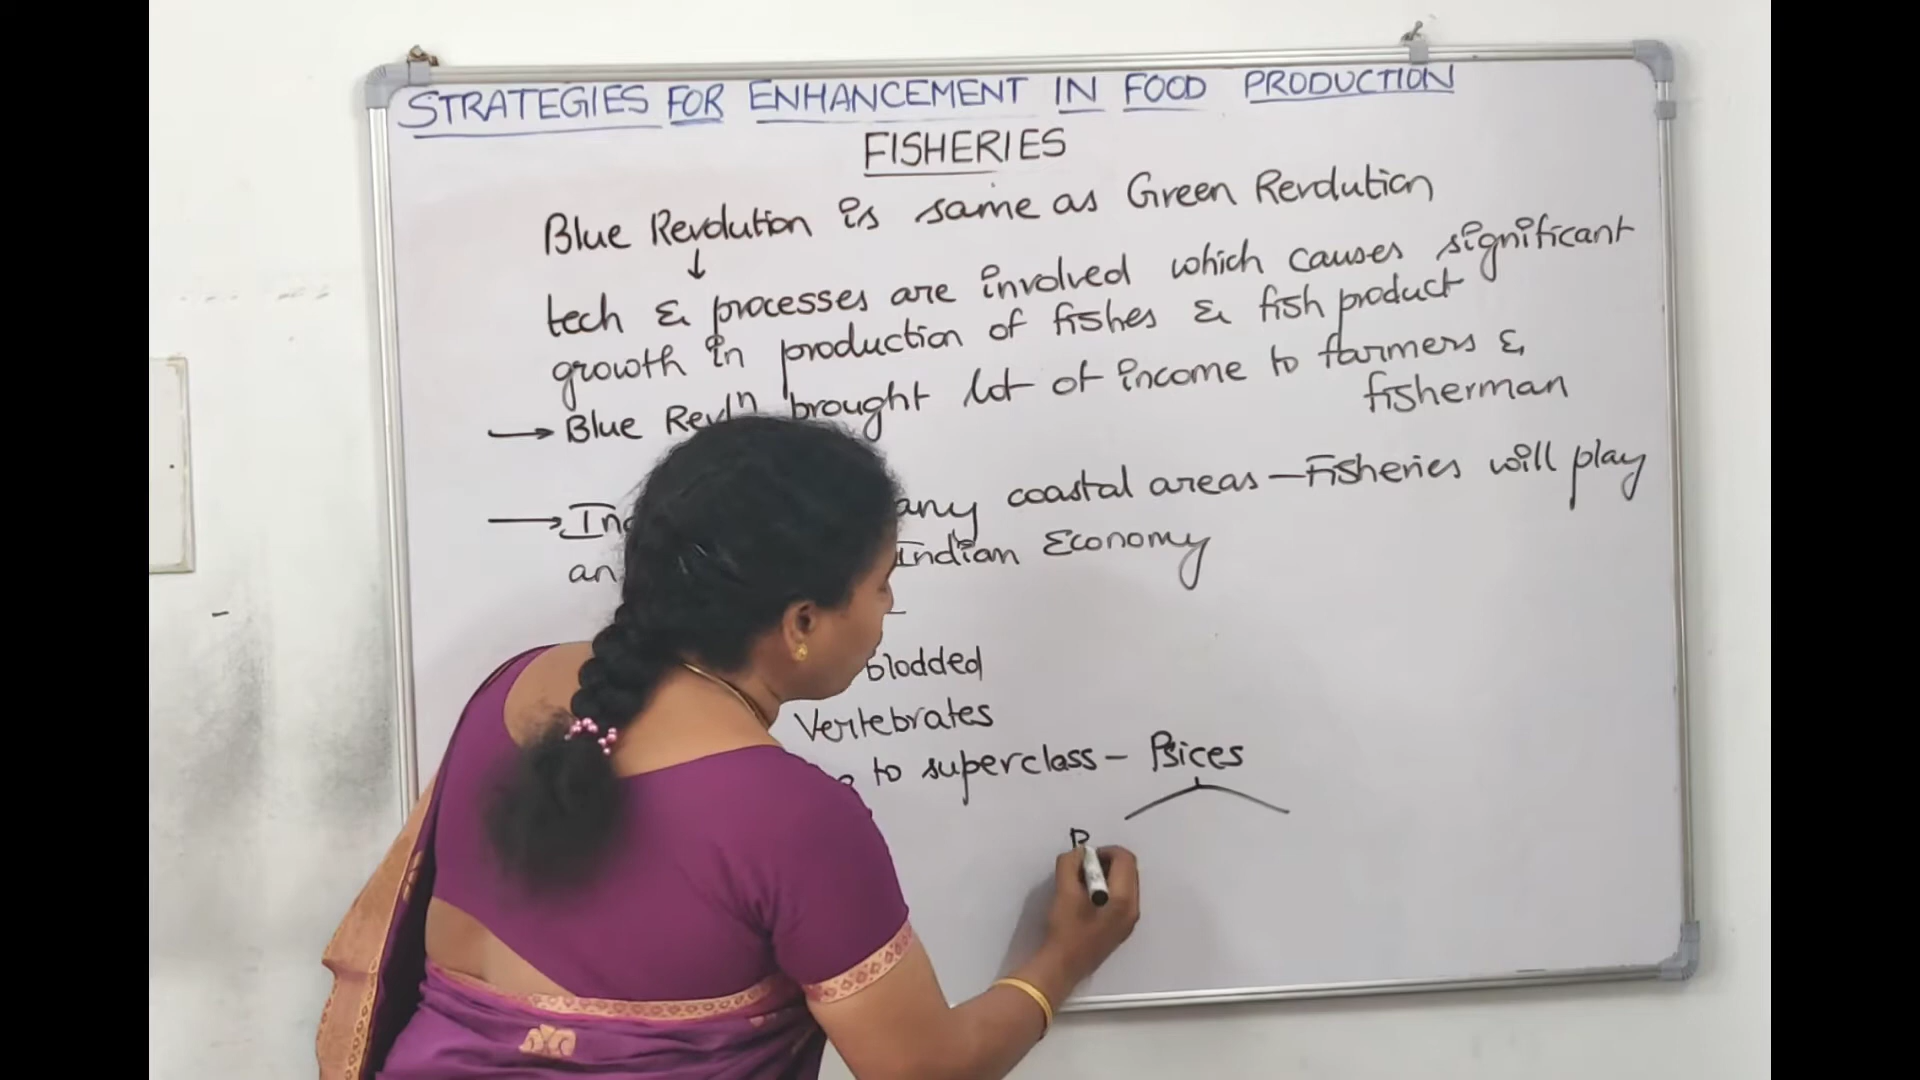 STRATEGIES FOR ENHANCEMENT IN FOOD PRODUCTION
FISHERIES
Blue Revolution is same as Green Revolution
↓
tech & processes are involved which causes significant
growth in production of fishes & fish product
→ Blue Revln brought lot of income to farmers &
fisherman
→ any coastal areas - Fisheries will play
an Indian Economy
blodded
Vertebrates
to superclass -